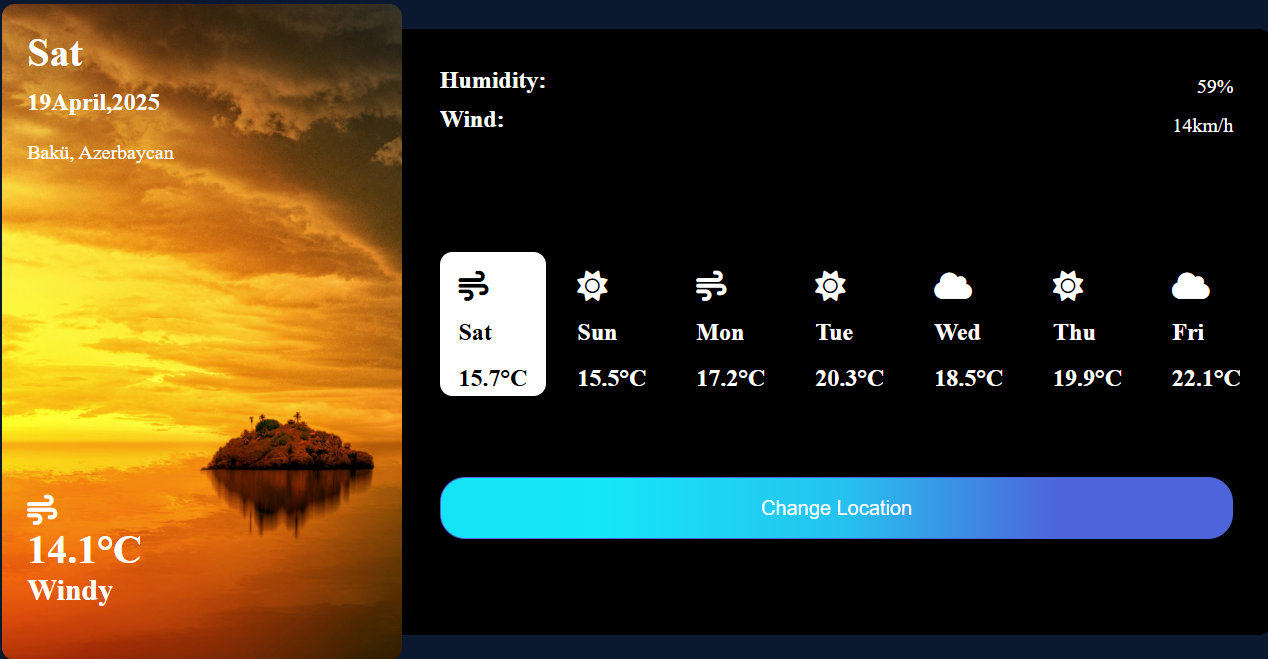 Sat
19April,2025
Bakü, Azerbaycan
14.1°C
Windy
Humidity: 59%
Wind: 14km/h
Sat Sun Mon Tue Wed Thu Fri
15.7°C 15.5°C 17.2°C 20.3°C 18.5°C 19.9°C 22.1°C
Change Location